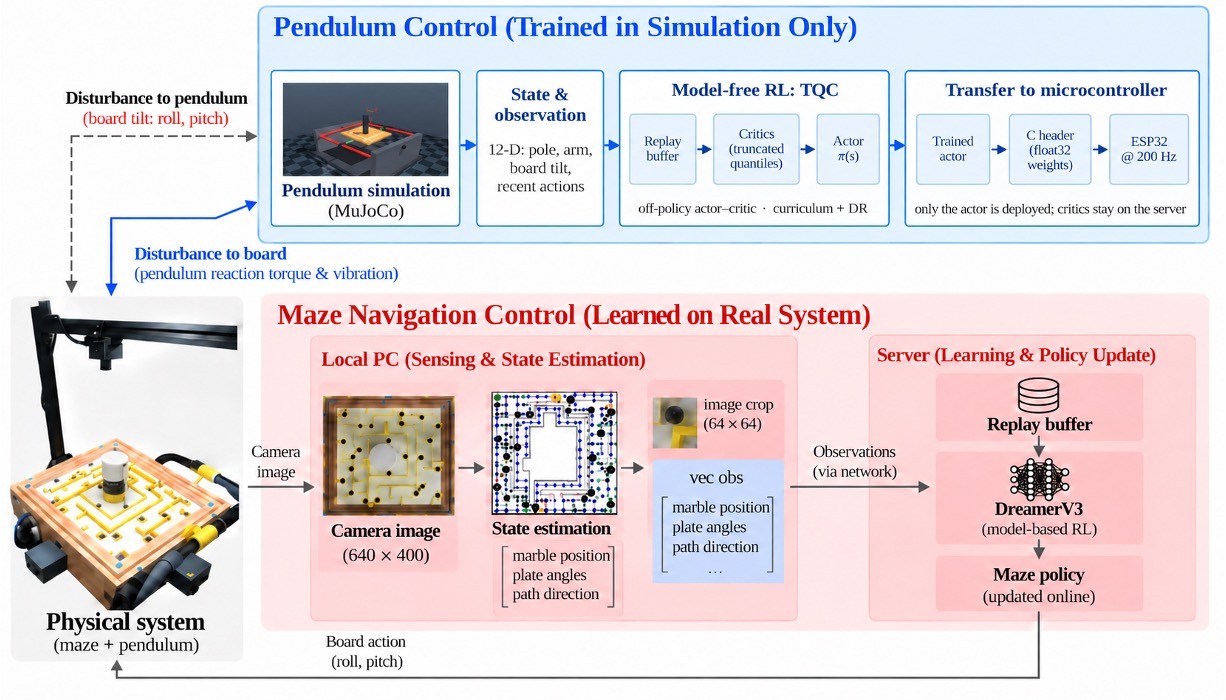 Pendulum Control (Trained in Simulation Only)
Disturbance to pendulum
(board tilt: roll, pitch)
Pendulum simulation
(MuJoCo)
State &
observation
12-D: pole, arm,
board tilt,
recent actions
Model-free RL: TQC
Replay
buffer
Critics
(truncated
quantiles)
Actor
π(s)
off-policy actor–critic · curriculum + DR
Transfer to microcontroller
Trained
actor
C header
(float32
weights)
ESP32
@ 200 Hz
only the actor is deployed; critics stay on the server
Disturbance to board
(pendulum reaction torque & vibration)
Maze Navigation Control (Learned on Real System)
Local PC (Sensing & State Estimation)
Camera
image
Camera image
(640 × 400)
State estimation
marble position
plate angles
path direction
image crop
(64 × 64)
vec obs
marble position
plate angles
path direction
...
Observations
(via network)
Server (Learning & Policy Update)
Replay buffer
DreamerV3
(model-based RL)
Maze policy
(updated online)
Physical system
(maze + pendulum)
Board action
(roll, pitch)